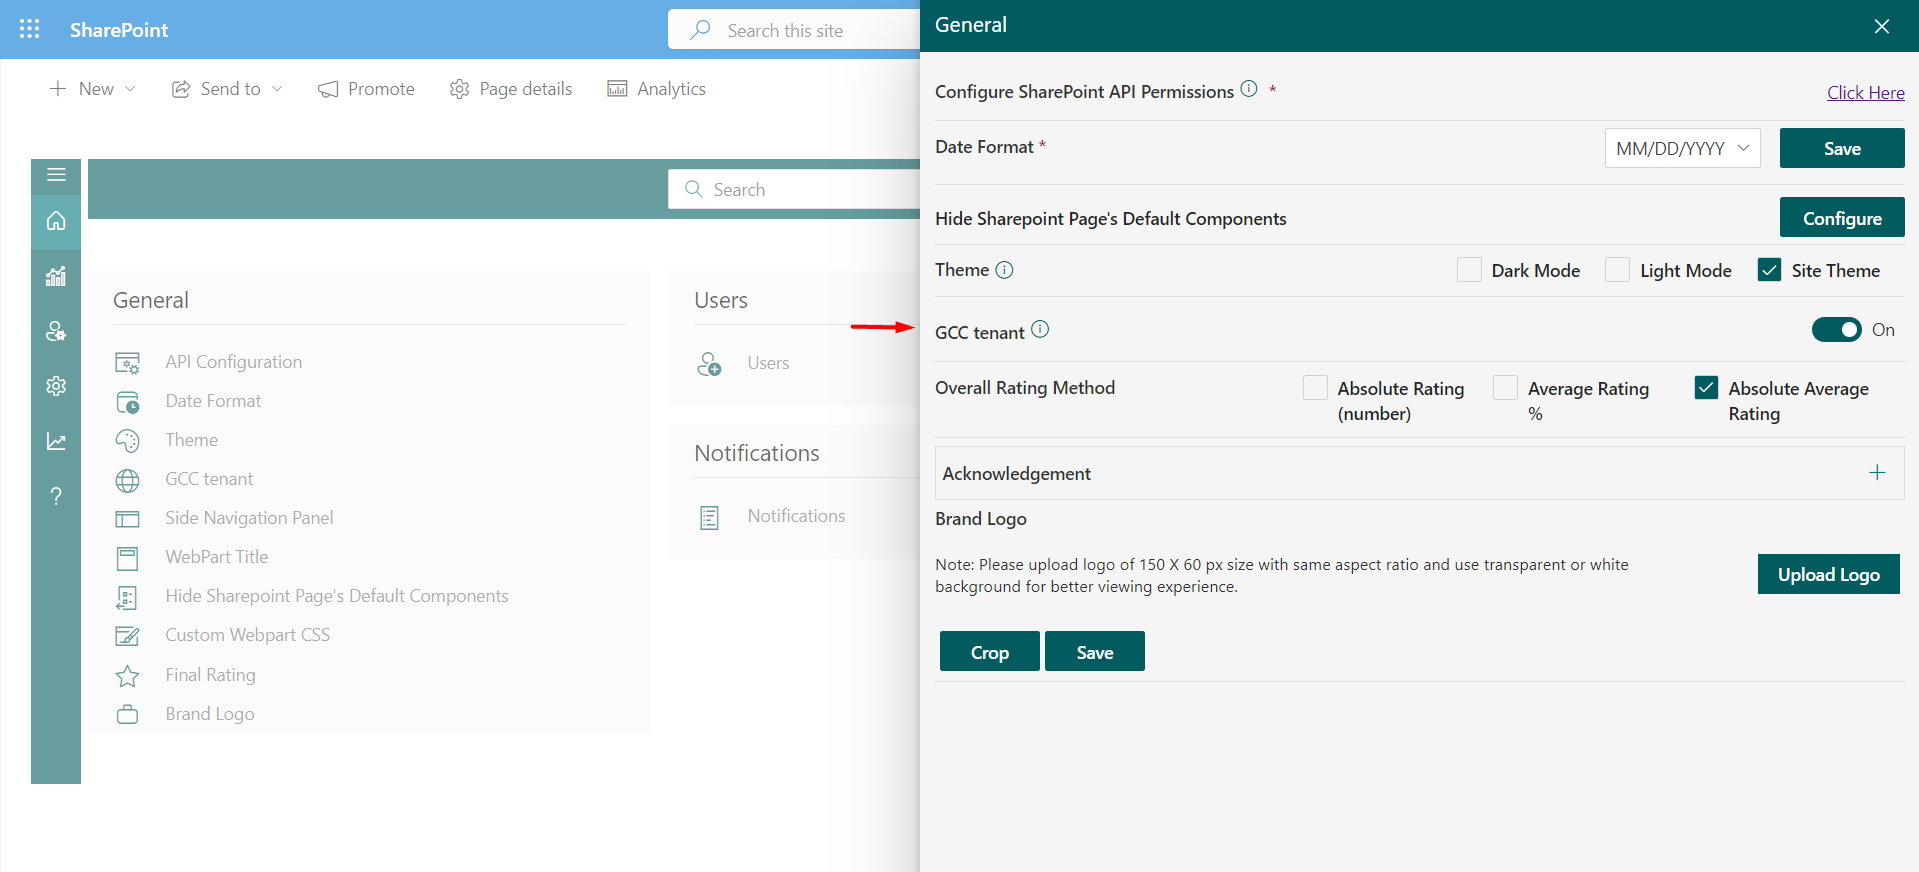 SharePoint
Search this site
New
Send to
Promote
Page details
Analytics
Search
General
API Configuration
Date Format
Theme
GCC tenant
Side Navigation Panel
WebPart Title
Hide Sharepoint Page's Default Components
Custom Webpart CSS
Final Rating
Brand Logo
Users
Users
Notifications
Notifications
General
Configure SharePoint API Permissions *
Click Here
Date Format *
MM/DD/YYYY
Save
Hide Sharepoint Page's Default Components
Configure
Theme
Dark Mode
Light Mode
Site Theme
GCC tenant
On
Overall Rating Method
Absolute Rating
(number)
Average Rating
%
Absolute Average
Rating
Acknowledgement
Brand Logo
Note: Please upload logo of 150 X 60 px size with same aspect ratio and use transparent or white
background for better viewing experience.
Upload Logo
Crop
Save